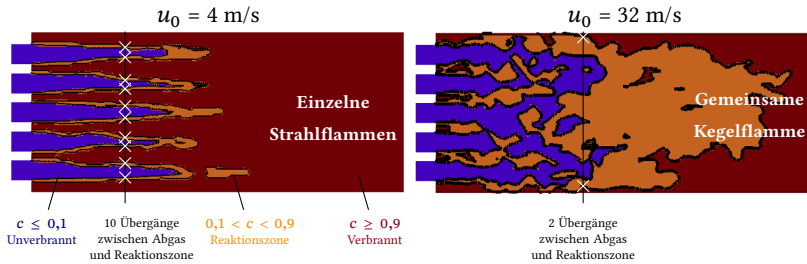 u₀ = 4 m/s
u₀ = 32 m/s
Einzelne
Strahlflammen
Gemeinsame
Kegelflamme
c ≤ 0,1
Unverbrannt
10 Übergänge
zwischen Abgas
und Reaktionszone
0,1 < c < 0,9
Reaktionszone
c ≥ 0,9
Verbrannt
2 Übergänge
zwischen Abgas
und Reaktionszone